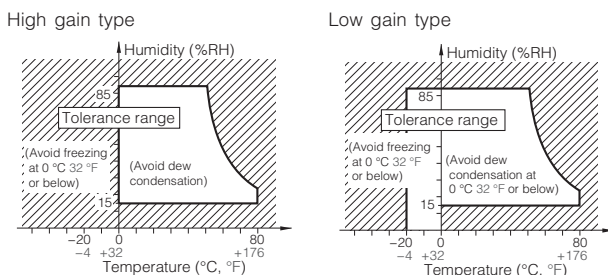 High gain type
Humidity (%RH)
85
Tolerance range
(Avoid freezing
at 0 °C 32 °F
or below)
(Avoid dew
condensation)
15
−20 0 80
−4 +32 +176
Temperature (°C, °F)
Low gain type
Humidity (%RH)
85
Tolerance range
(Avoid freezing
at 0 °C 32 °F
or below)
(Avoid dew
condensation at
0 °C 32 °F or below)
15
−20 0 80
−4 +32 +176
Temperature (°C, °F)